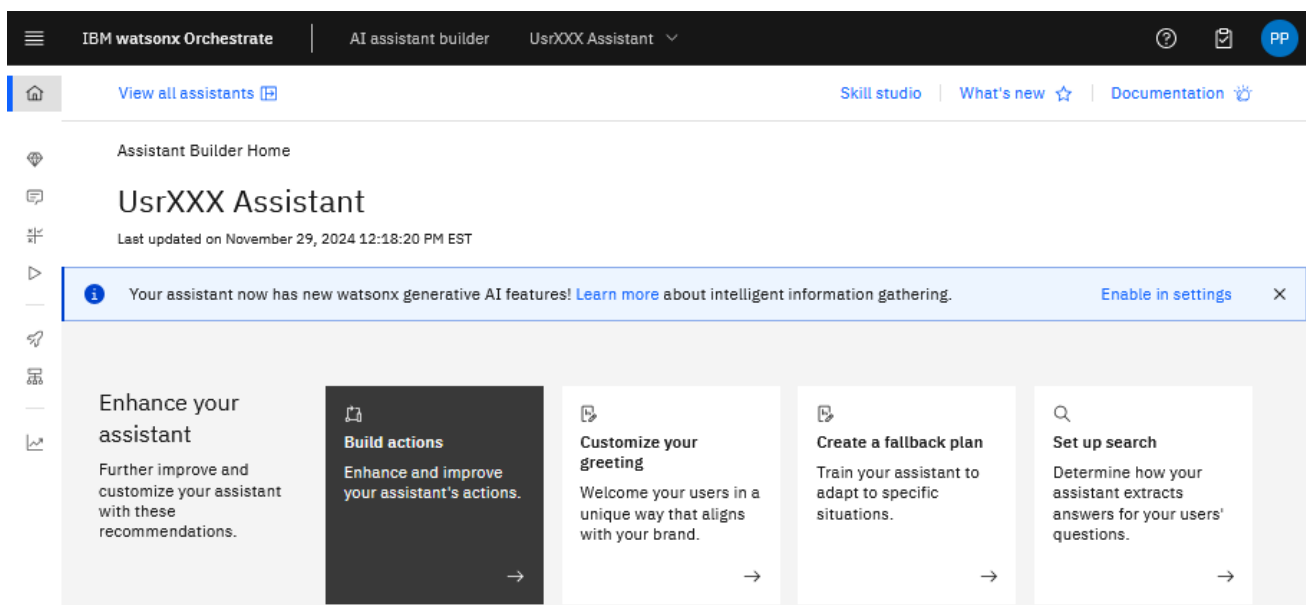 IBM watsonx Orchestrate AI assistant builder UsrXXX Assistant PP
View all assistants Skill studio What's new Documentation
Assistant Builder Home
UsrXXX Assistant
Last updated on November 29, 2024 12:18:20 PM EST
Your assistant now has new watsonx generative AI features! Learn more about intelligent information gathering. Enable in settings
Enhance your
assistant
Further improve and
customize your assistant
with these
recommendations.
Build actions
Enhance and improve
your assistant's actions.
Customize your
greeting
Welcome your users in a
unique way that aligns
with your brand.
Create a fallback plan
Train your assistant to
adapt to specific
situations.
Set up search
Determine how your
assistant extracts
answers for your users'
questions.